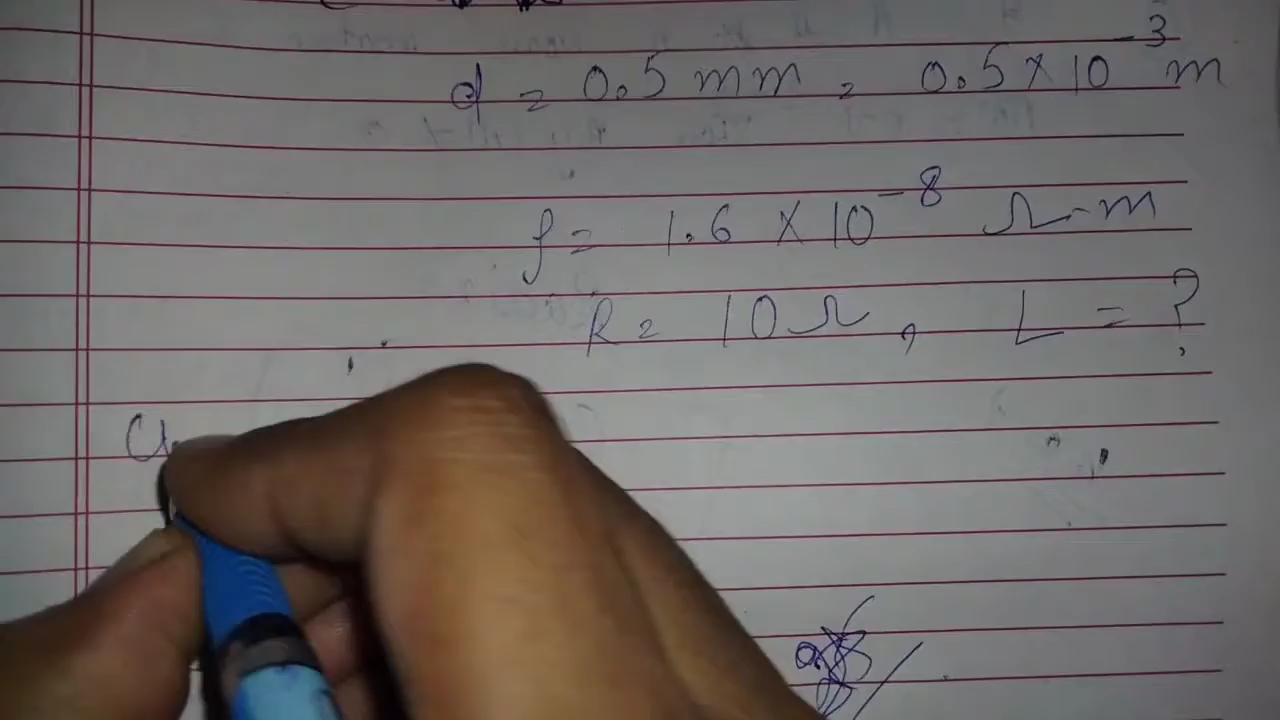 d = 0.5 mm = 0.5 × 10⁻³ m
ρ = 1.6 × 10⁻⁸ Ω-m
R = 10 Ω, L = ?